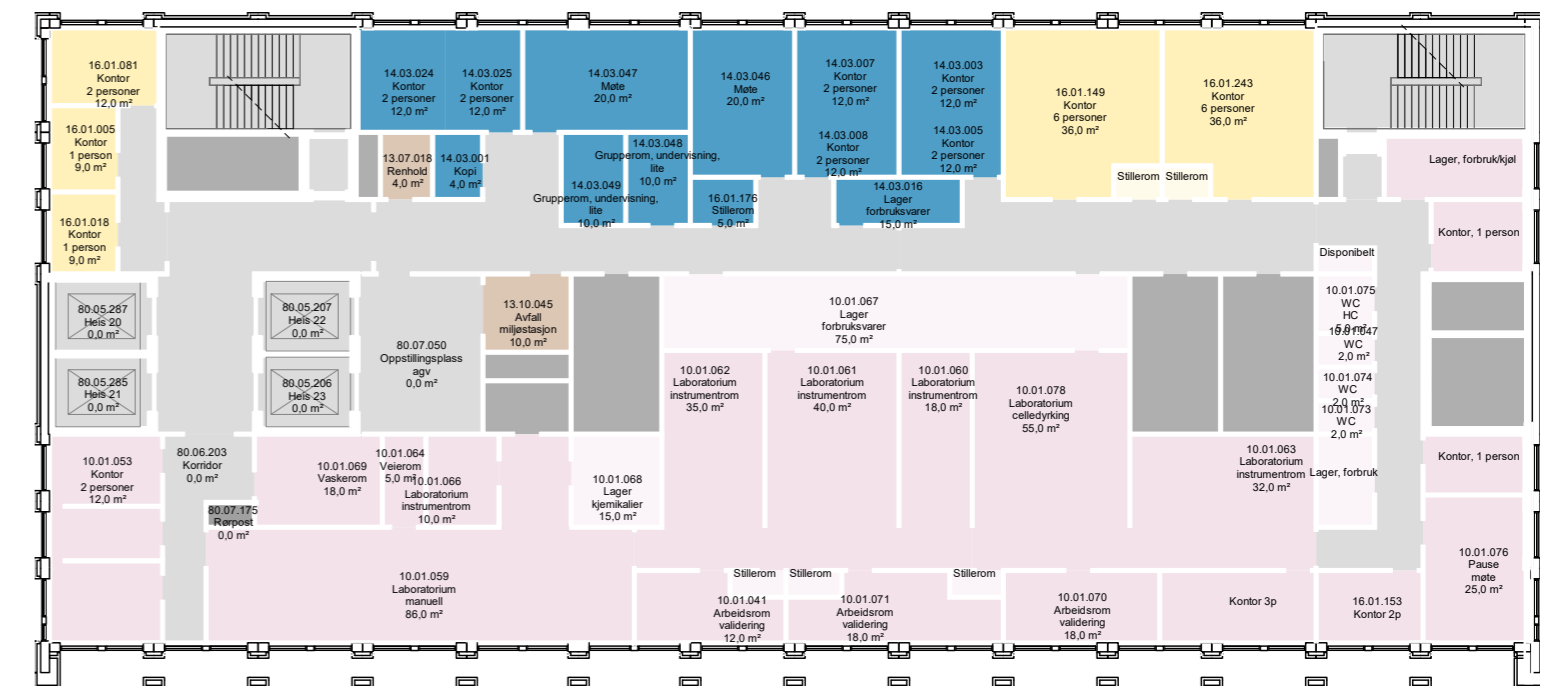 16.01.081
Kontor
2 personer
12,0 m²
16.01.005
Kontor
1 person
9,0 m²
16.01.018
Kontor
1 person
9,0 m²
14.03.024
Kontor
2 personer
12,0 m²
14.03.025
Kontor
2 personer
12,0 m²
14.03.047
Møte
20,0 m²
14.03.046
Møte
20,0 m²
14.03.007
Kontor
2 personer
12,0 m²
14.03.008
Kontor
2 personer
12,0 m²
14.03.003
Kontor
2 personer
12,0 m²
14.03.005
Kontor
2 personer
12,0 m²
16.01.149
Kontor
6 personer
36,0 m²
16.01.243
Kontor
6 personer
36,0 m²
Stillerom
Stillerom
Lager, forbruk/kjøl
Kontor, 1 person
13.07.018
Renhold
4,0 m²
14.03.001
Kopi
4,0 m²
14.03.049
Grupperom, undervisning,
lite
10,0 m²
14.03.048
Grupperom, undervisning,
lite
10,0 m²
16.01.176
Stillerom
5,0 m²
14.03.016
Lager
forbruksvarer
15,0 m²
Disponibelt
80.05.287
Heis 20
0,0 m²
80.05.285
Heis 21
0,0 m²
80.05.207
Heis 22
0,0 m²
80.05.206
Heis 23
0,0 m²
80.07.050
Oppstillingsplass
agv
0,0 m²
13.10.045
Avfall
miljøstasjon
10,0 m²
10.01.067
Lager
forbruksvarer
75,0 m²
10.01.075
WC
HC
5,0 m²
10.01.047
WC
2,0 m²
10.01.074
WC
2,0 m²
10.01.073
WC
2,0 m²
10.01.062
Laboratorium
instrumentrom
35,0 m²
10.01.061
Laboratorium
instrumentrom
40,0 m²
10.01.060
Laboratorium
instrumentrom
18,0 m²
10.01.078
Laboratorium
celledyrking
55,0 m²
10.01.053
Kontor
2 personer
12,0 m²
80.06.203
Korridor
0,0 m²
80.07.175
Rørpost
0,0 m²
10.01.069
Vaskerom
18,0 m²
10.01.064
Veierom
5,0 m²
10.01.066
Laboratorium
instrumentrom
10,0 m²
10.01.068
Lager
kjemikalier
15,0 m²
10.01.063
Laboratorium
instrumentrom
32,0 m²
Lager, forbruk
Kontor, 1 person
10.01.059
Laboratorium
manuell
86,0 m²
Stillerom
Stillerom
Stillerom
10.01.041
Arbeidsrom
validering
12,0 m²
10.01.071
Arbeidsrom
validering
18,0 m²
10.01.070
Arbeidsrom
validering
18,0 m²
Kontor 3p
16.01.153
Kontor 2p
10.01.076
Pause
møte
25,0 m²